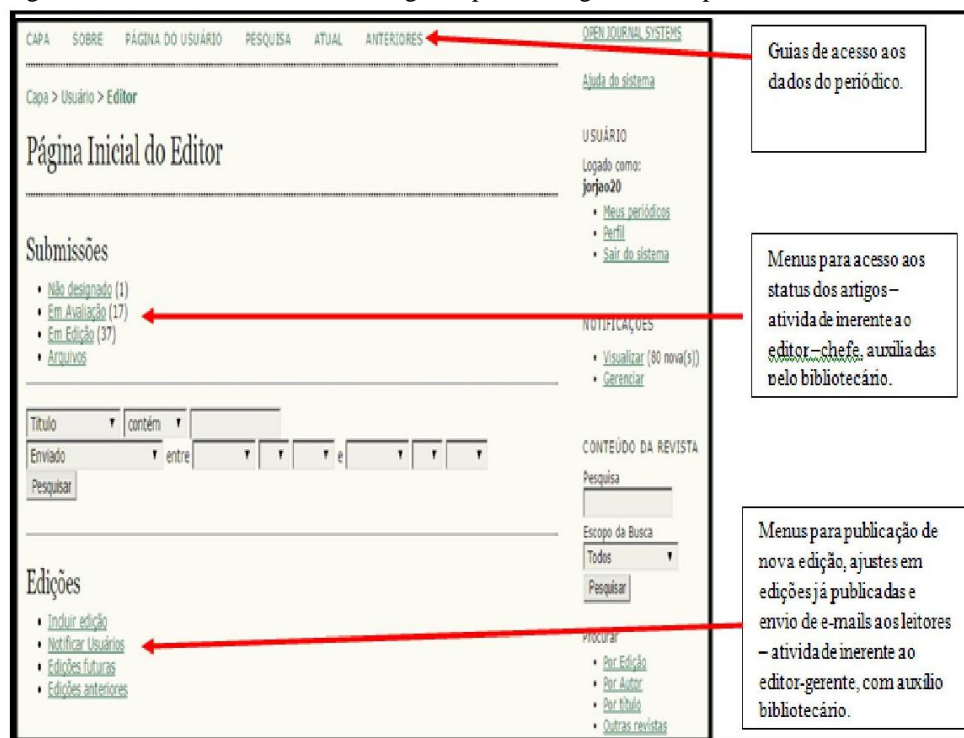 CAPA SOBRE PÁGINA DO USUÁRIO PESQUISA ATUAL ANTERIORES
Capa > Usuário > Editor
Página Inicial do Editor
Submissões
Não designado (1)
Em Avaliação (17)
Em Edição (37)
Arquivos
Título contém
Enviado entre e
Pesquisar
Edições
Incluir edição
Notificar Usuários
Edições futuras
Edições anteriores
OPEN JOURNAL SYSTEMS
Ajuda do sistema
USUÁRIO
Logado como:
jorjao20
Meus periódicos
Perfil
Sair do sistema
NOTIFICAÇÕES
Visualizar (80 nova(s))
Gerenciar
CONTEÚDO DA REVISTA
Pesquisa
Escopo da Busca
Todos
Pesquisar
Procurar
Por Edição
Por Autor
Por título
Outras revistas
Guias de acesso aos
dados do periódico.
Menus para acesso aos
status dos artigos –
atividade inerente ao
editor–chefe, auxiliadas
pelo bibliotecário.
Menus para publicação de
nova edição, ajustes em
edições já publicadas e
envio de e-mails aos leitores
– atividade inerente ao
editor-gerente, com auxílio
bibliotecário.